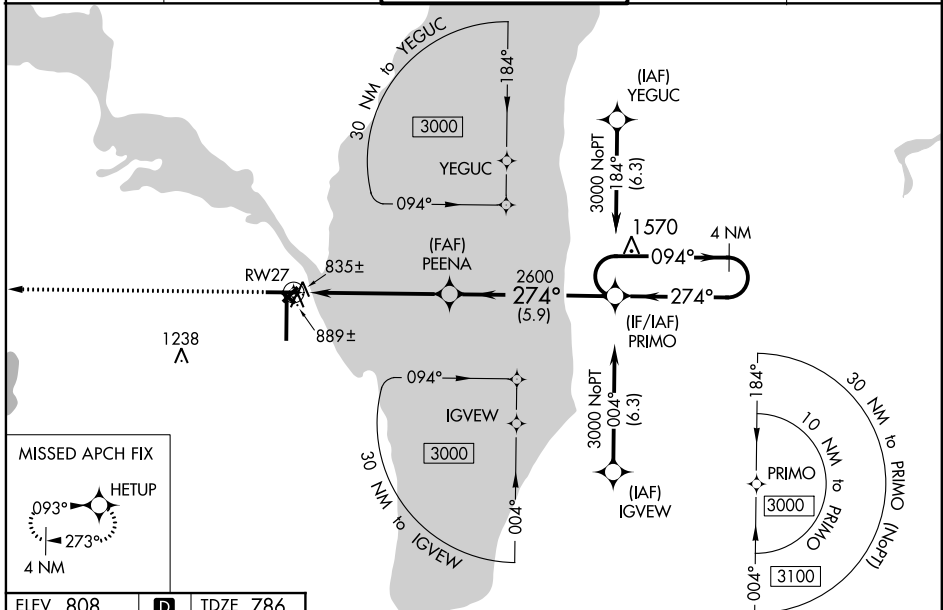 30 NM to YEGUC
184°
3000
YEGUC
094°
(IAF)
YEGUC
3000 NoPT
184°
(6.3)
1570
4 NM
094°
(FAF)
PEENA
2600
274°
(5.9)
274°
(IF/IAF)
PRIMO
RW27
835±
889±
1238
094°
IGVEW
3000
004°
30 NM to IGVEW
3000 NoPT
004°
(6.3)
(IAF)
IGVEW
184°
30 NM to PRIMO (NoPT)
10 NM to PRIMO
PRIMO
3000
3100
004°
MISSED APCH FIX
HETUP
093°
273°
4 NM
ELEV 808
D
TDZE 786